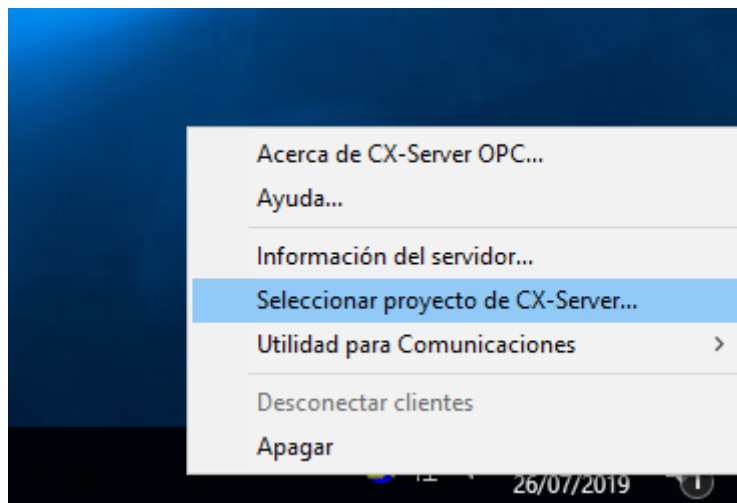 Acerca de CX-Server OPC...
Ayuda...
Información del servidor...
Seleccionar proyecto de CX-Server...
Utilidad para Comunicaciones
Desconectar clientes
Apagar
26/07/2019
1